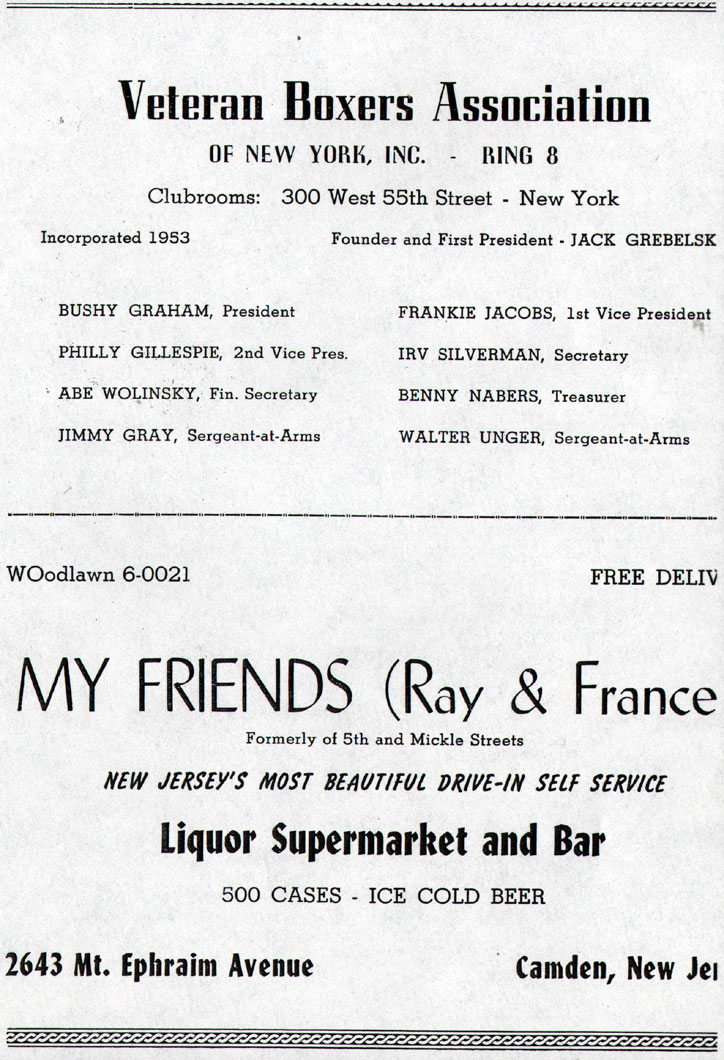 Veteran Boxers Association
OF NEW YORK, INC. - RING 8
Clubrooms: 300 West 55th Street - New York
Incorporated 1953 Founder and First President - JACK GREBELSK
BUSHY GRAHAM, President FRANKIE JACOBS, 1st Vice President
PHILLY GILLESPIE, 2nd Vice Pres. IRV SILVERMAN, Secretary
ABE WOLINSKY, Fin. Secretary BENNY NABERS, Treasurer
JIMMY GRAY, Sergeant-at-Arms WALTER UNGER, Sergeant-at-Arms
WOodlawn 6-0021 FREE DELIV
MY FRIENDS (Ray & France
Formerly of 5th and Mickle Streets
NEW JERSEY'S MOST BEAUTIFUL DRIVE-IN SELF SERVICE
Liquor Supermarket and Bar
500 CASES - ICE COLD BEER
2643 Mt. Ephraim Avenue Camden, New Jer